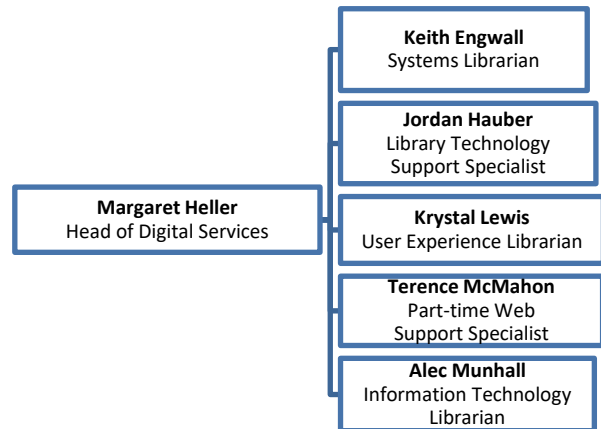 Keith Engwall
Systems Librarian
Jordan Hauber
Library Technology
Support Specialist
Margaret Heller
Head of Digital Services
Krystal Lewis
User Experience Librarian
Terence McMahon
Part-time Web
Support Specialist
Alec Munhall
Information Technology
Librarian